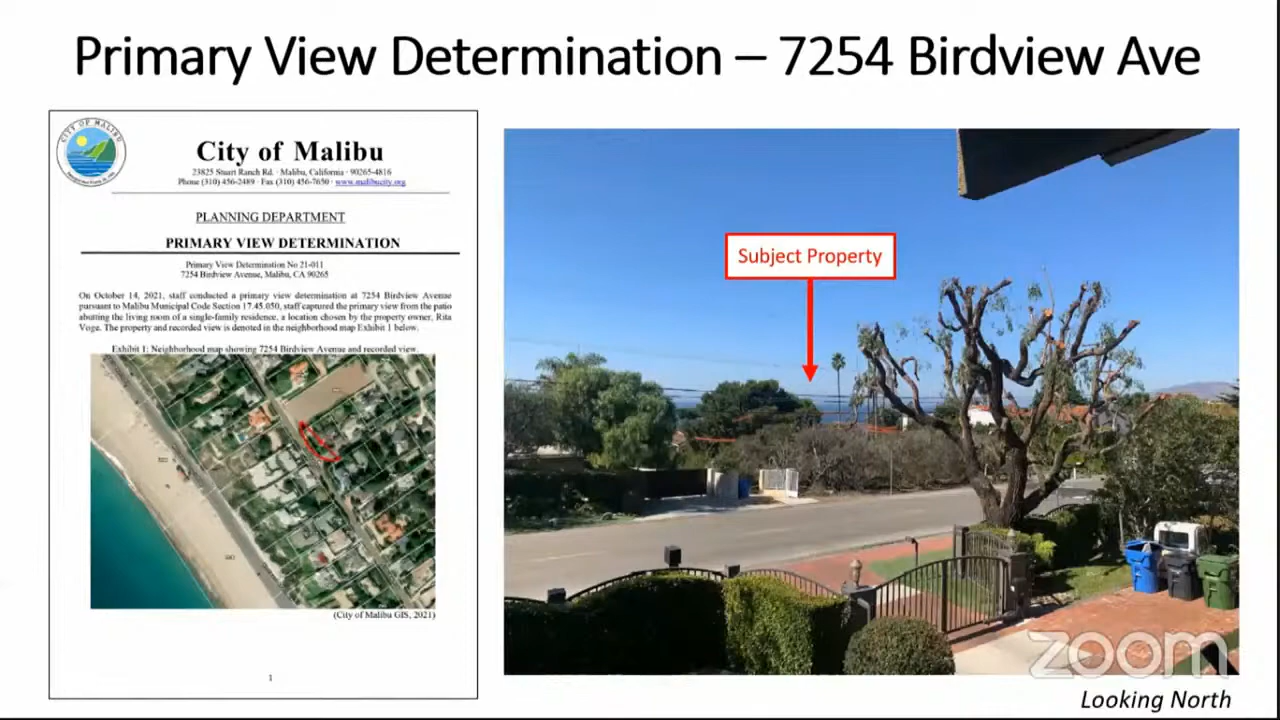 Primary View Determination – 7254 Birdview Ave
CITY OF MALIBU
City of Malibu
23825 Stuart Ranch Rd. · Malibu, California · 90265-4816
Phone (310) 456-2489 · Fax (310) 456-7650 · www.malibucity.org
PLANNING DEPARTMENT
PRIMARY VIEW DETERMINATION
Primary View Determination No 21-011
7254 Birdview Avenue, Malibu, CA 90265
On October 14, 2021, staff conducted a primary view determination at 7254 Birdview Avenue
pursuant to Malibu Municipal Code Section 17.45.050, staff captured the primary view from the patio
abutting the living room of a single-family residence, a location chosen by the property owner, Rita
Voge. The property and recorded view is denoted in the neighborhood map Exhibit 1 below.
Exhibit 1: Neighborhood map showing 7254 Birdview Avenue and recorded view.
(City of Malibu GIS, 2021)
1
Subject Property
zoom
Looking North